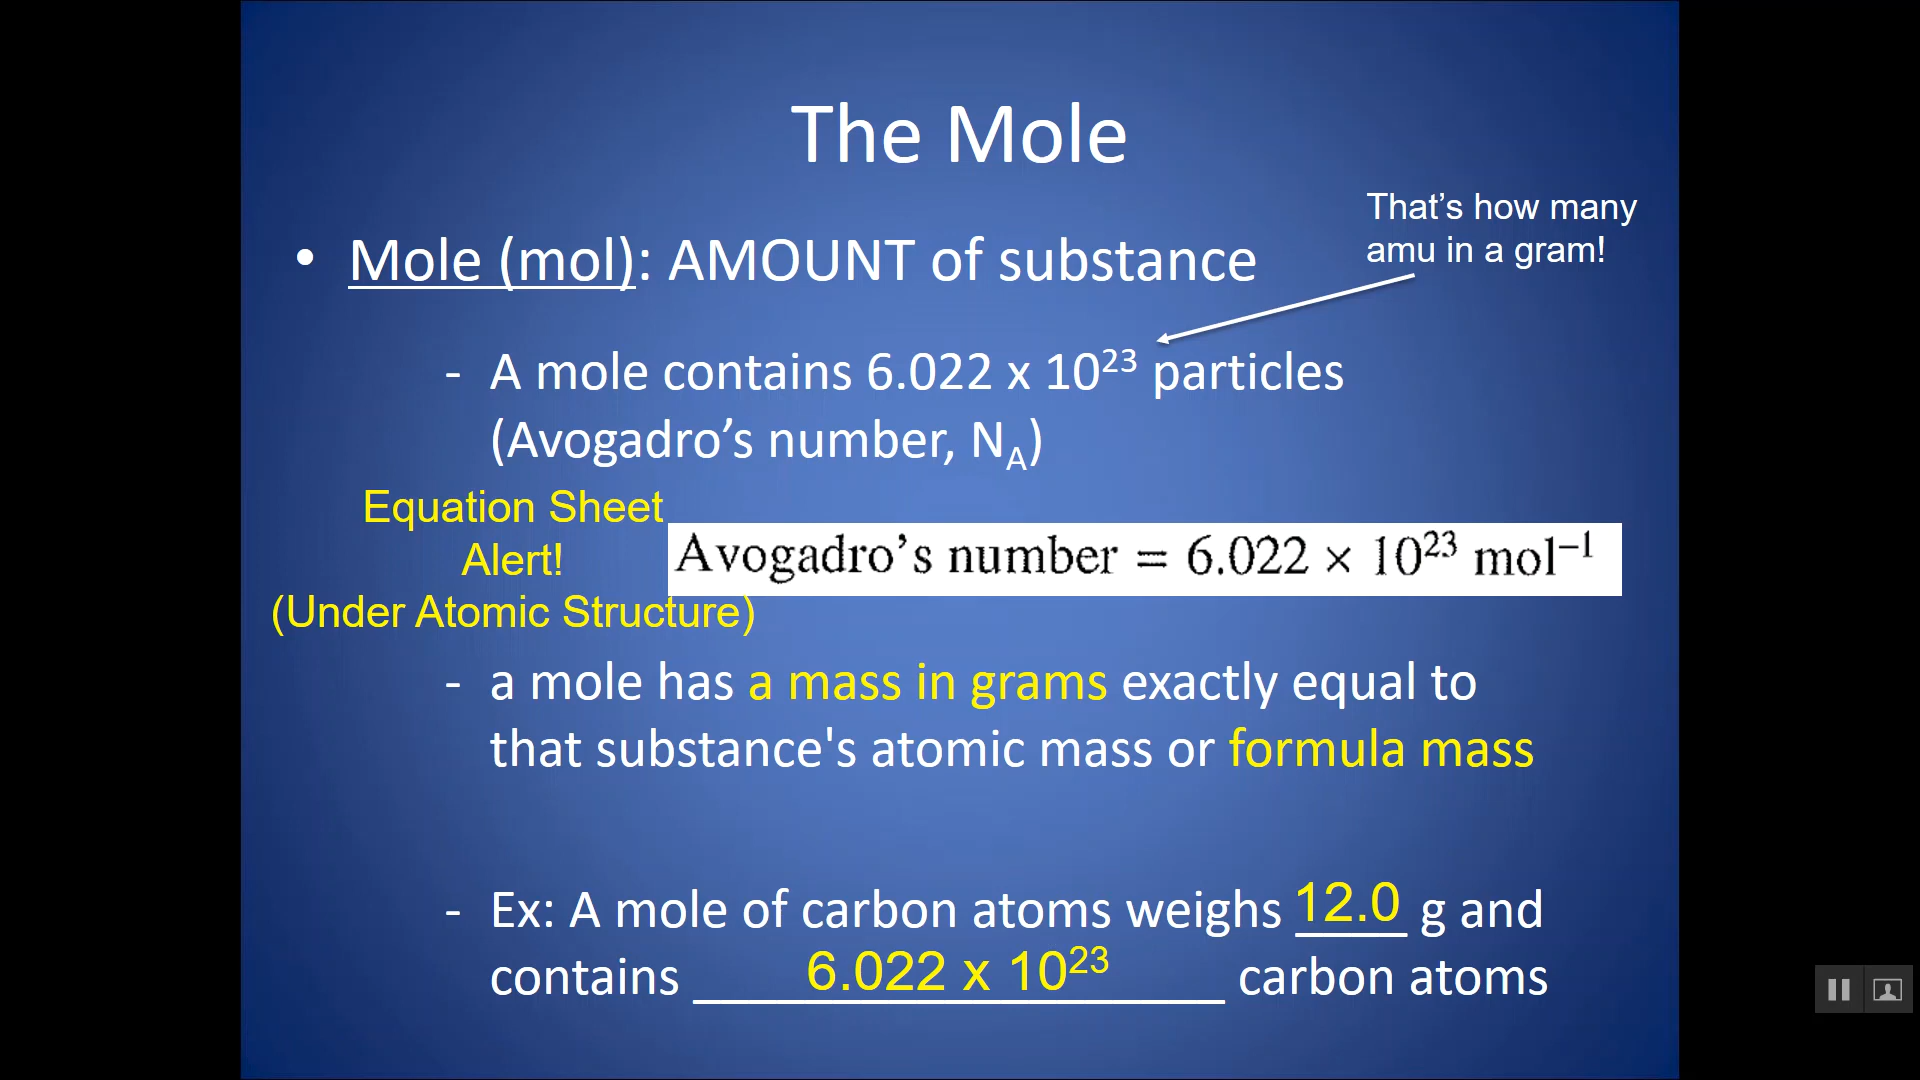 The Mole
That’s how many
amu in a gram!
• Mole (mol): AMOUNT of substance
- A mole contains 6.022 x 10²³ particles
(Avogadro’s number, N_A)
Equation Sheet
Alert!
(Under Atomic Structure)
Avogadro’s number = 6.022 × 10²³ mol⁻¹
- a mole has a mass in grams exactly equal to
that substance's atomic mass or formula mass
- Ex: A mole of carbon atoms weighs 12.0 g and
contains 6.022 x 10²³ carbon atoms